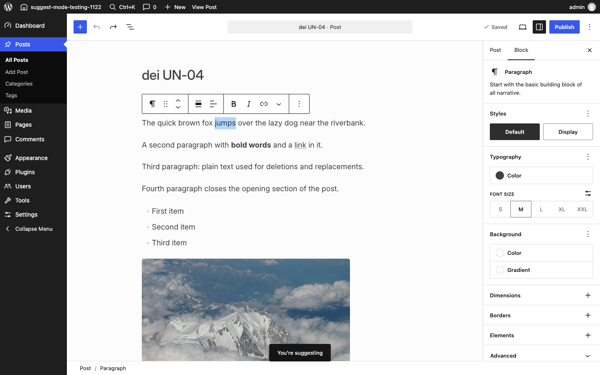 suggest-mode-testing-1122
Ctrl+K
0
New
View Post
admin
Dashboard
Posts
All Posts
Add Post
Categories
Tags
Media
Pages
Comments
Appearance
Plugins
Users
Tools
Settings
Collapse Menu
dei UN-04 · Post
Saved
Publish
dei UN-04
B I
The quick brown fox jumps over the lazy dog near the riverbank.
A second paragraph with bold words and a link in it.
Third paragraph: plain text used for deletions and replacements.
Fourth paragraph closes the opening section of the post.
· First item
· Second item
· Third item
You're suggesting
Post / Paragraph
Post Block
Paragraph
Start with the basic building block of
all narrative.
Styles
Default Display
Typography
Color
FONT SIZE
S M L XL XXL
Background
Color
Gradient
Dimensions
Borders
Elements
Advanced